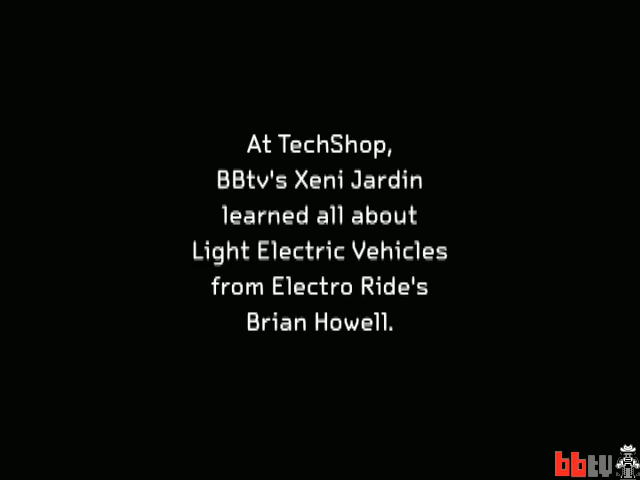 At TechShop,
BBtv's Xeni Jardin
learned all about
Light Electric Vehicles
from Electro Ride's
Brian Howell.
bbtv